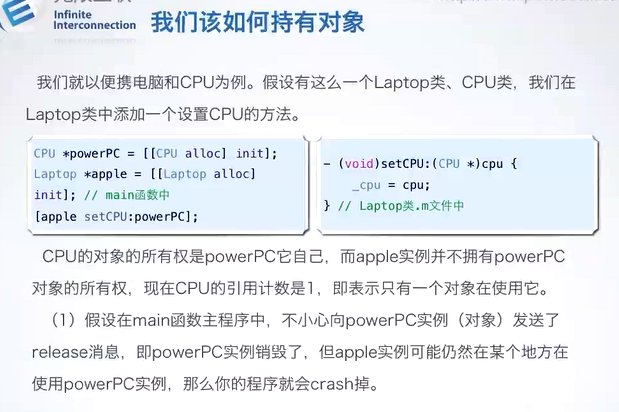 Infinite
Interconnection
我们该如何持有对象
我们就以便携电脑和CPU为例。假设有这么一个Laptop类、CPU类，我们在
Laptop类中添加一个设置CPU的方法。
CPU *powerPC = [[CPU alloc] init];
Laptop *apple = [[Laptop alloc]
init]; // main函数中
[apple setCPU:powerPC];
- (void)setCPU:(CPU *)cpu {
_cpu = cpu;
} // Laptop类.m文件中
CPU的对象的所有权是powerPC它自己，而apple实例并不拥有powerPC
对象的所有权，现在CPU的引用计数是1，即表示只有一个对象在使用它。
（1）假设在main函数主程序中，不小心向powerPC实例（对象）发送了
release消息，即powerPC实例销毁了，但apple实例可能仍然在某个地方在
使用powerPC实例，那么你的程序就会crash掉。